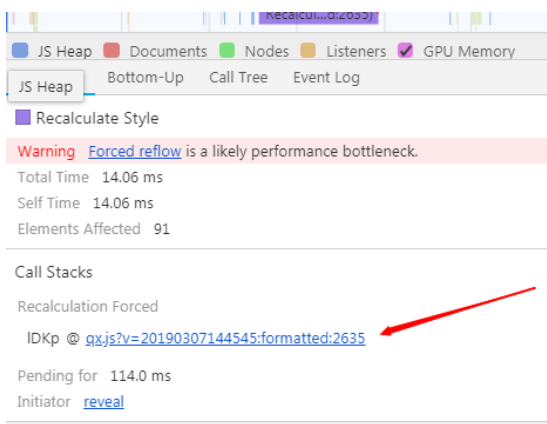 Recalcul...d:2635)
JS Heap Documents Nodes Listeners GPU Memory
JS Heap Bottom-Up Call Tree Event Log
Recalculate Style
Warning Forced reflow is a likely performance bottleneck.
Total Time 14.06 ms
Self Time 14.06 ms
Elements Affected 91
Call Stacks
Recalculation Forced
lDKp @ qx.js?v=20190307144545:formatted:2635
Pending for 114.0 ms
Initiator reveal